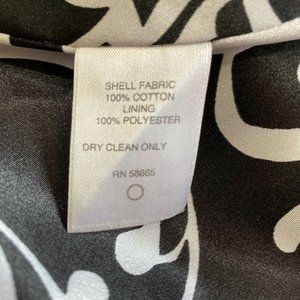 SHELL FABRIC
100% COTTON
LINING
100% POLYESTER
DRY CLEAN ONLY
RN 58665